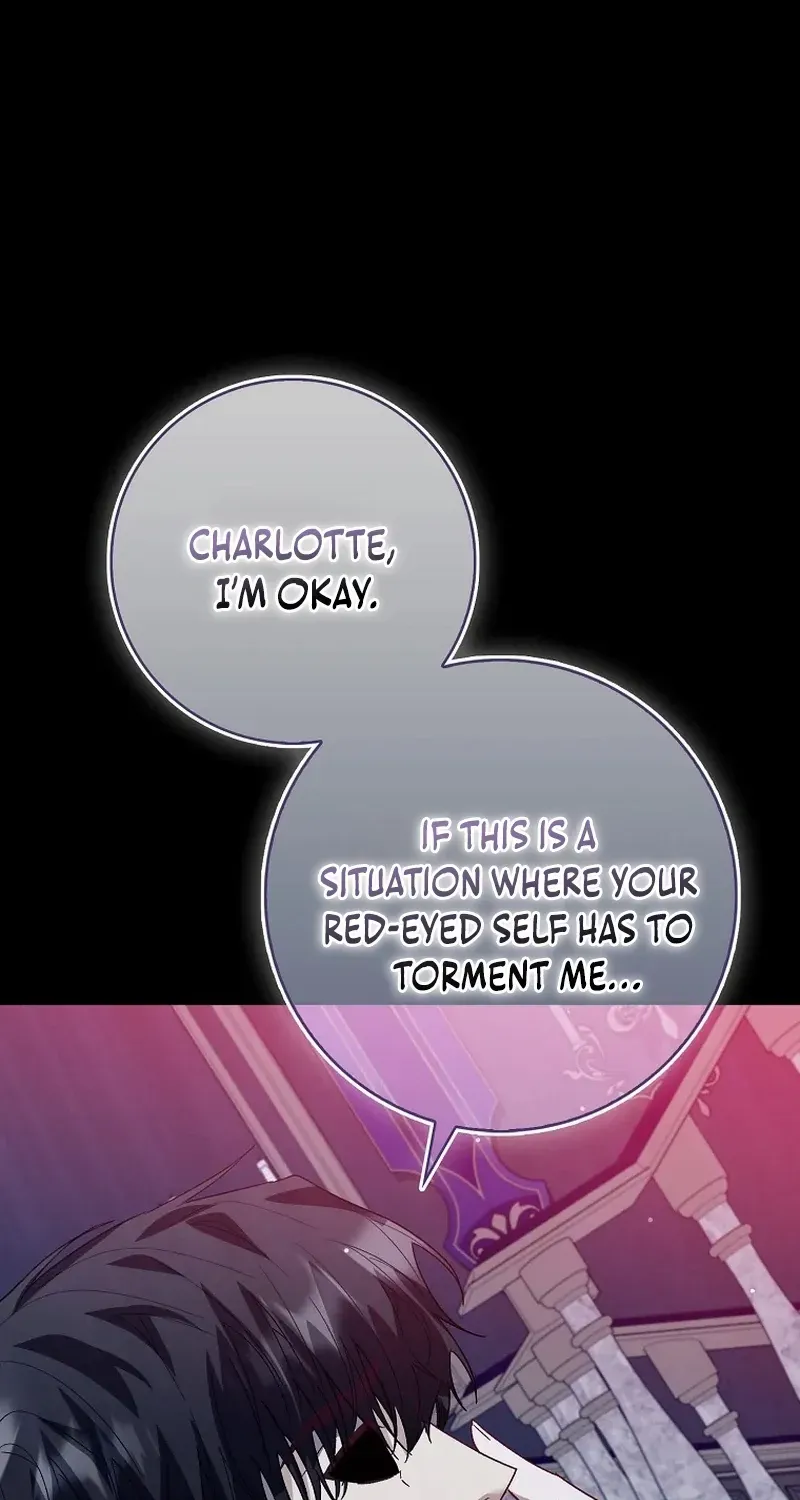 CHARLOTTE,
I'M OKAY.
IF THIS IS A
SITUATION WHERE YOUR
RED-EYED SELF HAS TO
TORMENT ME...